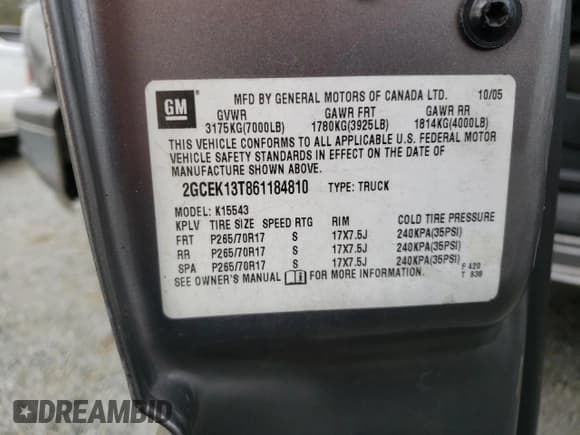 GM
MFD BY GENERAL MOTORS OF CANADA LTD. 10/05
GVWR GAWR FRT GAWR RR
3175KG(7000LB) 1780KG(3925LB) 1814KG(4000LB)
THIS VEHICLE CONFORMS TO ALL APPLICABLE U.S. FEDERAL MOTOR
VEHICLE SAFETY STANDARDS IN EFFECT ON THE DATE OF
MANUFACTURE SHOWN ABOVE.
2GCEK13T861184810 TYPE: TRUCK
MODEL: K15543
KPLV TIRE SIZE SPEED RTG RIM COLD TIRE PRESSURE
FRT P265/70R17 S 17X7.5J 240KPA(35PSI)
RR P265/70R17 S 17X7.5J 240KPA(35PSI)
SPA P265/70R17 S 17X7.5J 240KPA(35PSI)
SEE OWNER'S MANUAL FOR MORE INFORMATION.
F 420
T 838
DREAMBID